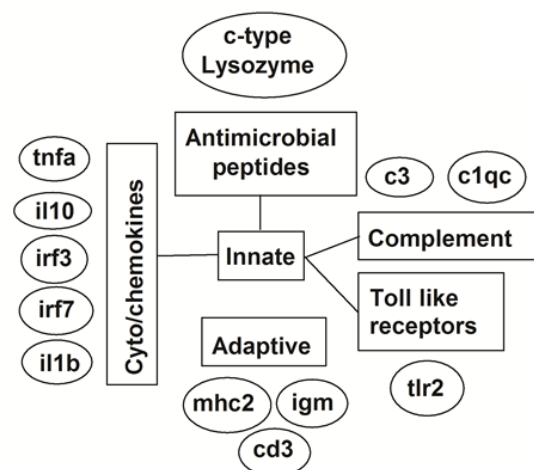 c-type
Lysozyme
Antimicrobial
peptides
tnfa
il10
irf3
irf7
il1b
Cyto/chemokines
Innate
c3
c1qc
Complement
Toll like
receptors
tlr2
Adaptive
mhc2
igm
cd3